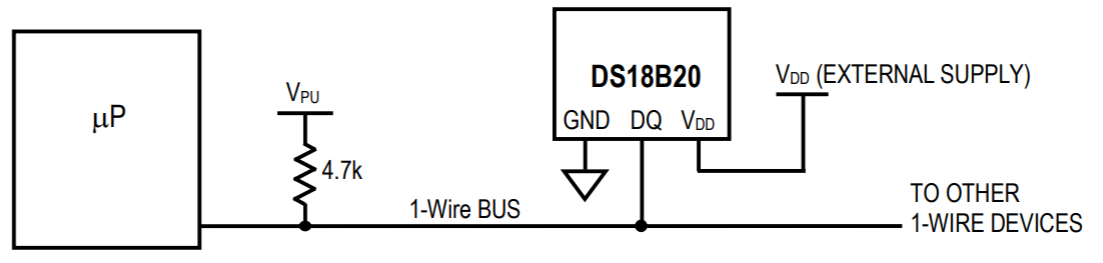 μP
VPU
4.7k
1-Wire BUS
DS18B20
GND DQ VDD
VDD (EXTERNAL SUPPLY)
TO OTHER
1-WIRE DEVICES